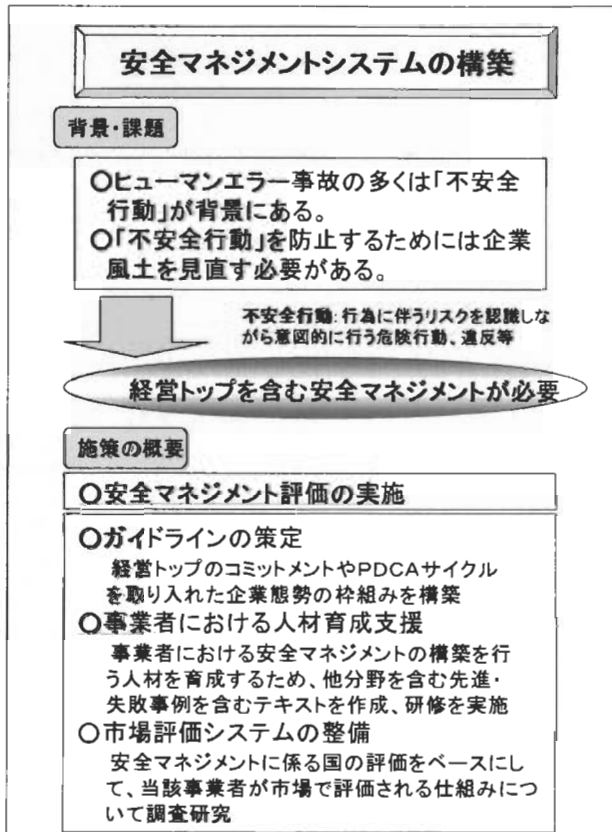 安全マネジメントシステムの構築
背景・課題
○ヒューマンエラー事故の多くは「不安全
行動」が背景にある。
○「不安全行動」を防止するためには企業
風土を見直す必要がある。
不安全行動:行為に伴うリスクを認識しな
がら意図的に行う危険行動、違反等
経営トップを含む安全マネジメントが必要
施策の概要
○安全マネジメント評価の実施
○ガイドラインの策定
経営トップのコミットメントやPDCAサイクル
を取り入れた企業態勢の枠組みを構築
○事業者における人材育成支援
事業者における安全マネジメントの構築を行
う人材を育成するため、他分野を含む先進・
失敗事例を含むテキストを作成、研修を実施
○市場評価システムの整備
安全マネジメントに係る国の評価をベースにし
て、当該事業者が市場で評価される仕組みにつ
いて調査研究